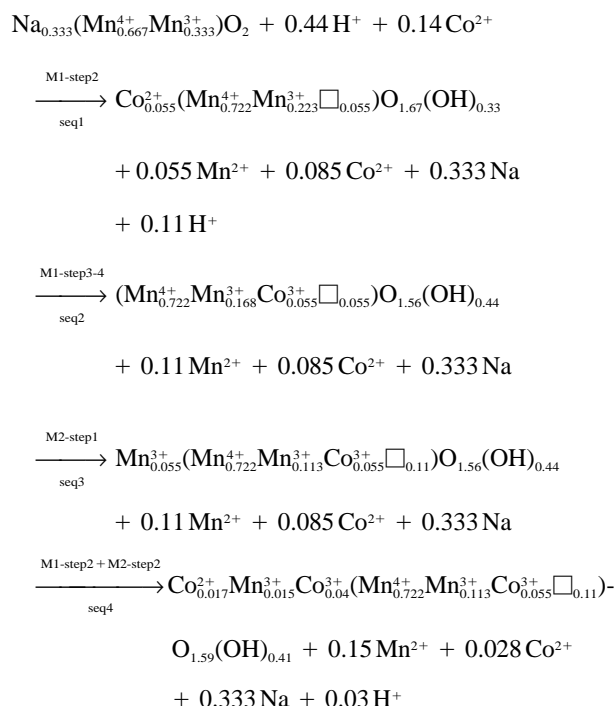 Na₀.₃₃₃(Mn⁴⁺₀.₆₆₇Mn³⁺₀.₃₃₃)O₂ + 0.44 H⁺ + 0.14 Co²⁺
M1-step2
⟶ Co²⁺₀.₀₅₅(Mn⁴⁺₀.₇₂₂Mn³⁺₀.₂₂₃□₀.₀₅₅)O₁.₆₇(OH)₀.₃₃
seq1
+ 0.055 Mn²⁺ + 0.085 Co²⁺ + 0.333 Na
+ 0.11 H⁺
M1-step3-4
⟶ (Mn⁴⁺₀.₇₂₂Mn³⁺₀.₁₆₈Co³⁺₀.₀₅₅□₀.₀₅₅)O₁.₅₆(OH)₀.₄₄
seq2
+ 0.11 Mn²⁺ + 0.085 Co²⁺ + 0.333 Na
M2-step1
⟶ Mn³⁺₀.₀₅₅(Mn⁴⁺₀.₇₂₂Mn³⁺₀.₁₁₃Co³⁺₀.₀₅₅□₀.₁₁)O₁.₅₆(OH)₀.₄₄
seq3
+ 0.11 Mn²⁺ + 0.085 Co²⁺ + 0.333 Na
M1-step2 + M2-step2
⟶ Co²⁺₀.₀₁₇Mn³⁺₀.₀₁₅Co³⁺₀.₀₄(Mn⁴⁺₀.₇₂₂Mn³⁺₀.₁₁₃Co³⁺₀.₀₅₅□₀.₁₁)-
seq4
O₁.₅₉(OH)₀.₄₁ + 0.15 Mn²⁺ + 0.028 Co²⁺
+ 0.333 Na + 0.03 H⁺